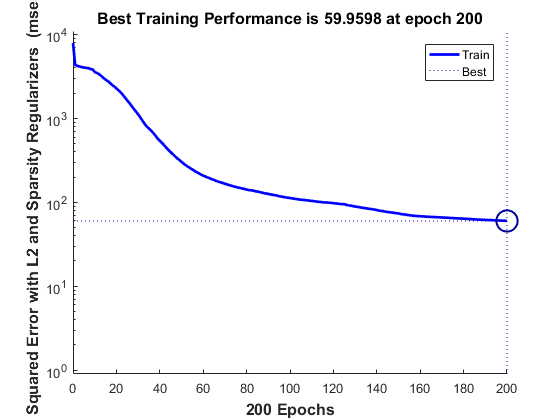 Best Training Performance is 59.9598 at epoch 200
Squared Error with L2 and Sparsity Regularizers (mse
10^4
10^3
10^2
10^1
10^0
Train
Best
0 20 40 60 80 100 120 140 160 180 200
200 Epochs